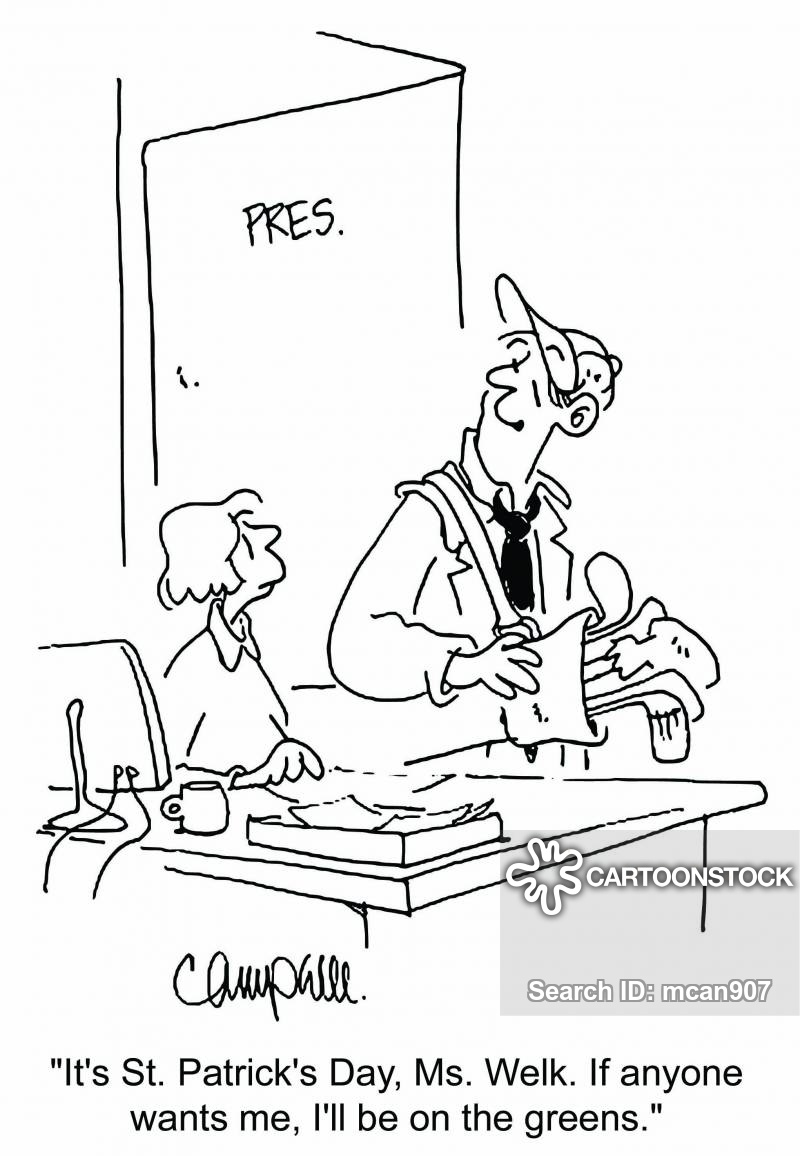 PRES.
CARTOONSTOCK
Search ID: mcan907
Campbell.
"It's St. Patrick's Day, Ms. Welk. If anyone
wants me, I'll be on the greens."